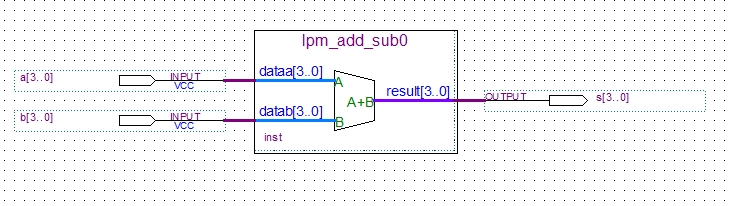 lpm_add_sub0
a[3..0]
INPUT
VCC
dataa[3..0]
A
A+B
result[3..0]
OUTPUT
s[3..0]
b[3..0]
INPUT
VCC
datab[3..0]
B
inst